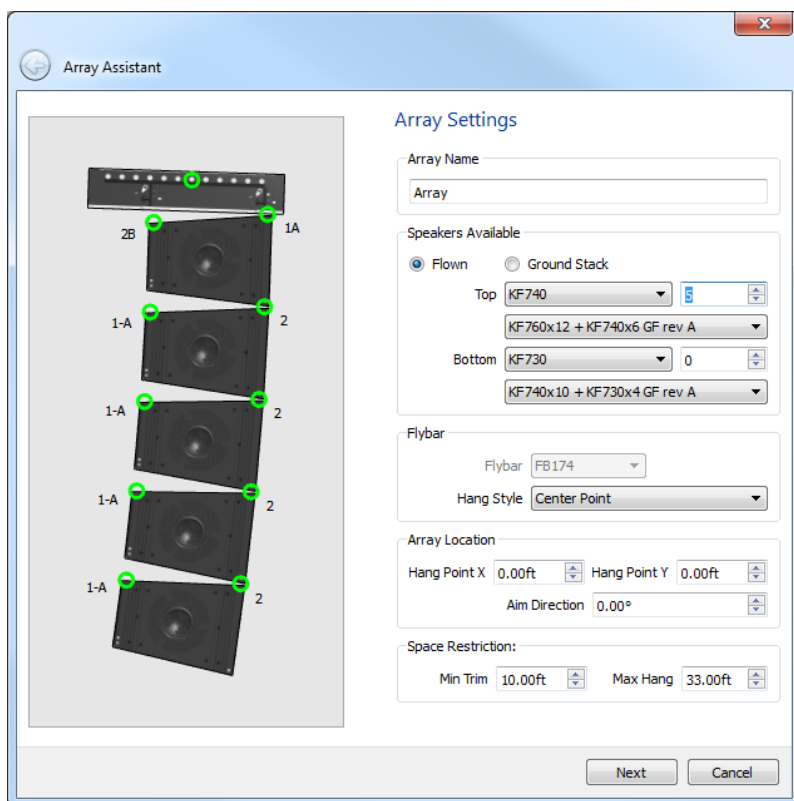 Array Assistant
2B
1A
1-A
2
1-A
2
1-A
2
1-A
2
Array Settings
Array Name
Array
Speakers Available
Flown Ground Stack
Top KF740 5
KF760x12 + KF740x6 GF rev A
Bottom KF730 0
KF740x10 + KF730x4 GF rev A
Flybar
Flybar FB174
Hang Style Center Point
Array Location
Hang Point X 0.00ft Hang Point Y 0.00ft
Aim Direction 0.00°
Space Restriction:
Min Trim 10.00ft Max Hang 33.00ft
Next Cancel